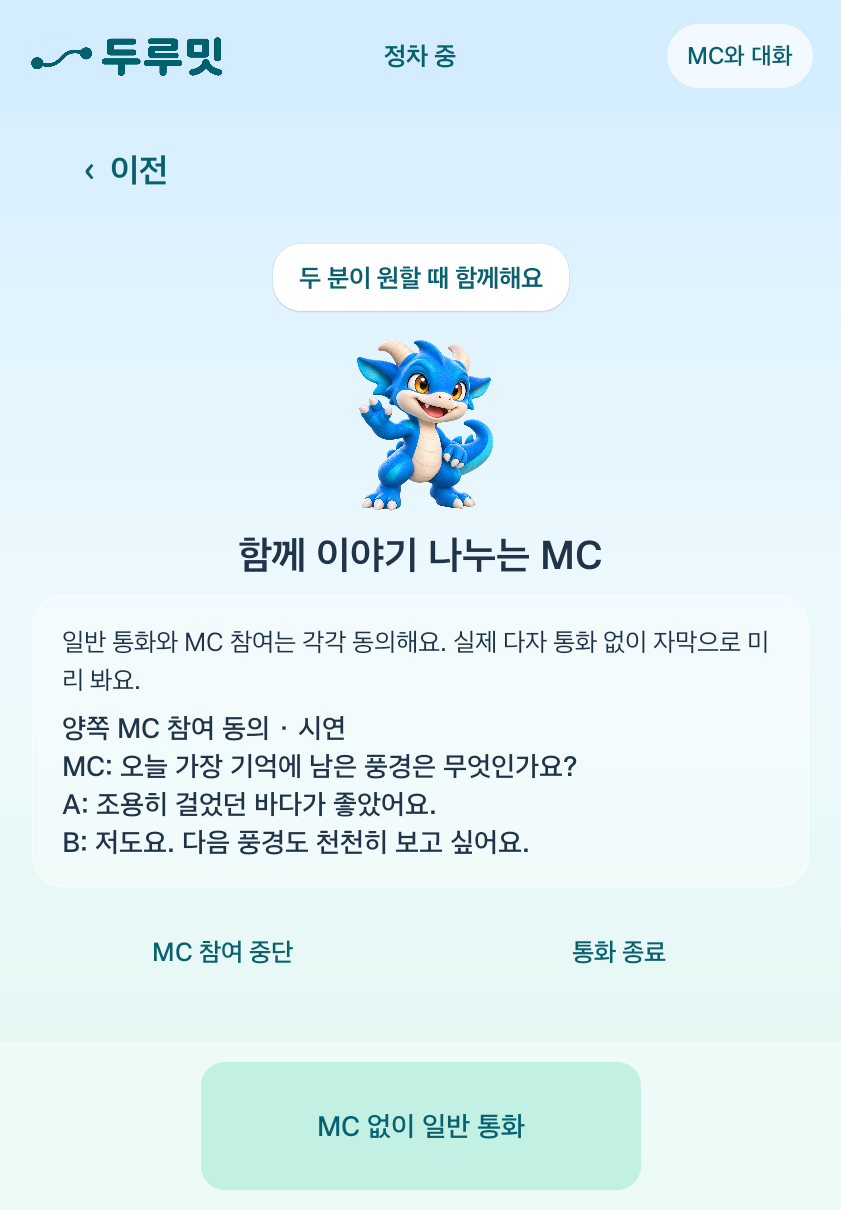 두루밋
정차 중
MC와 대화
‹ 이전
두 분이 원할 때 함께해요
함께 이야기 나누는 MC
일반 통화와 MC 참여는 각각 동의해요. 실제 다자 통화 없이 자막으로 미
리 봐요.
양쪽 MC 참여 동의 · 시연
MC: 오늘 가장 기억에 남은 풍경은 무엇인가요?
A: 조용히 걸었던 바다가 좋았어요.
B: 저도요. 다음 풍경도 천천히 보고 싶어요.
MC 참여 중단
통화 종료
MC 없이 일반 통화